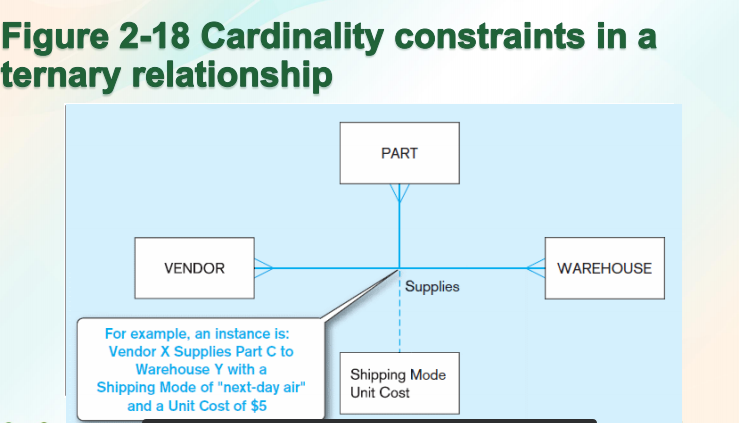 Figure 2-18 Cardinality constraints in a
ternary relationship
PART
VENDOR
WAREHOUSE
Supplies
For example, an instance is:
Vendor X Supplies Part C to
Warehouse Y with a
Shipping Mode of "next-day air"
and a Unit Cost of $5
Shipping Mode
Unit Cost